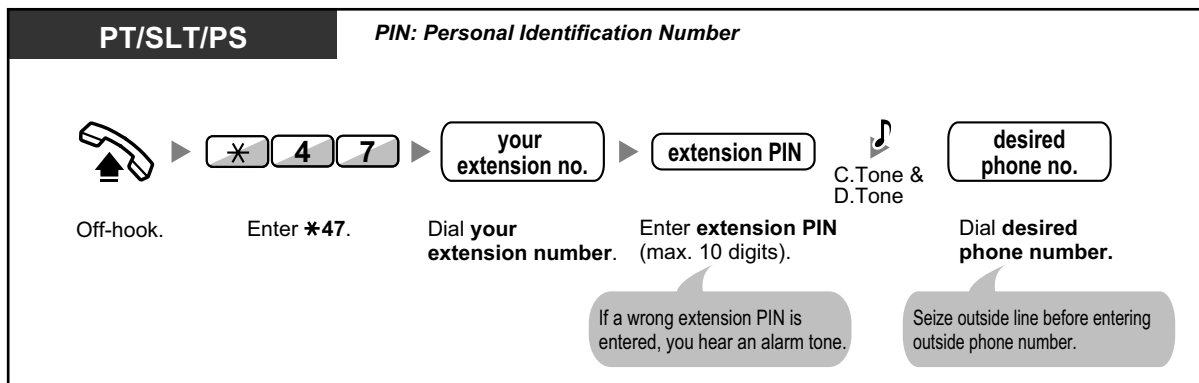 PT/SLT/PS
PIN: Personal Identification Number
* 4 7
your
extension no.
extension PIN
C.Tone &
D.Tone
desired
phone no.
Off-hook.
Enter *47.
Dial your
extension number.
Enter extension PIN
(max. 10 digits).
Dial desired
phone number.
If a wrong extension PIN is
entered, you hear an alarm tone.
Seize outside line before entering
outside phone number.